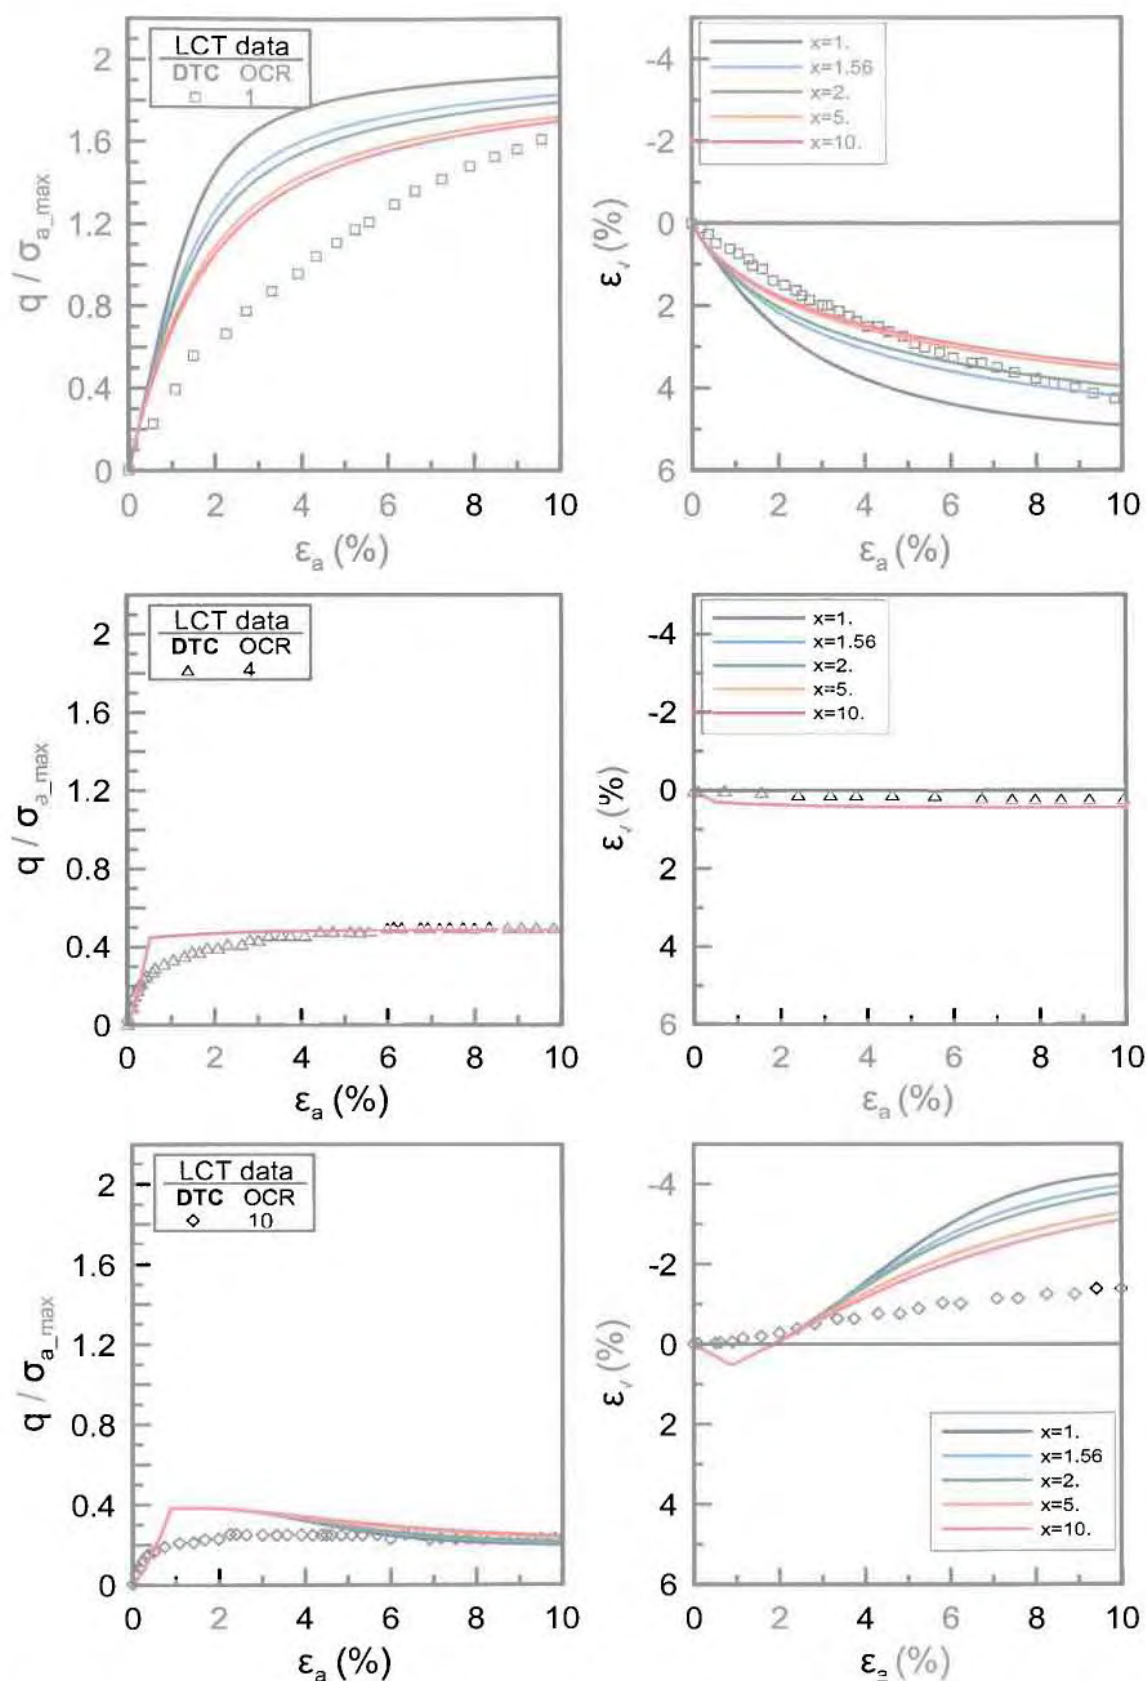 LCT data
DTC OCR
1
2
1.6
1.2
0.8
0.4
0
q / σa_max
0 2 4 6 8 10
εa (%)
x=1.
x=1.56
x=2.
x=5.
x=10.
-4
-2
0
2
4
6
εv (%)
0 2 4 6 8 10
εa (%)
LCT data
DTC OCR
4
2
1.6
1.2
0.8
0.4
0
q / σa_max
0 2 4 6 8 10
εa (%)
x=1.
x=1.56
x=2.
x=5.
x=10.
-4
-2
0
2
4
6
εv (%)
0 2 4 6 8 10
εa (%)
LCT data
DTC OCR
10
2
1.6
1.2
0.8
0.4
0
q / σa_max
0 2 4 6 8 10
εa (%)
-4
-2
0
2
4
6
εv (%)
x=1.
x=1.56
x=2.
x=5.
x=10.
0 2 4 6 8 10
εa (%)